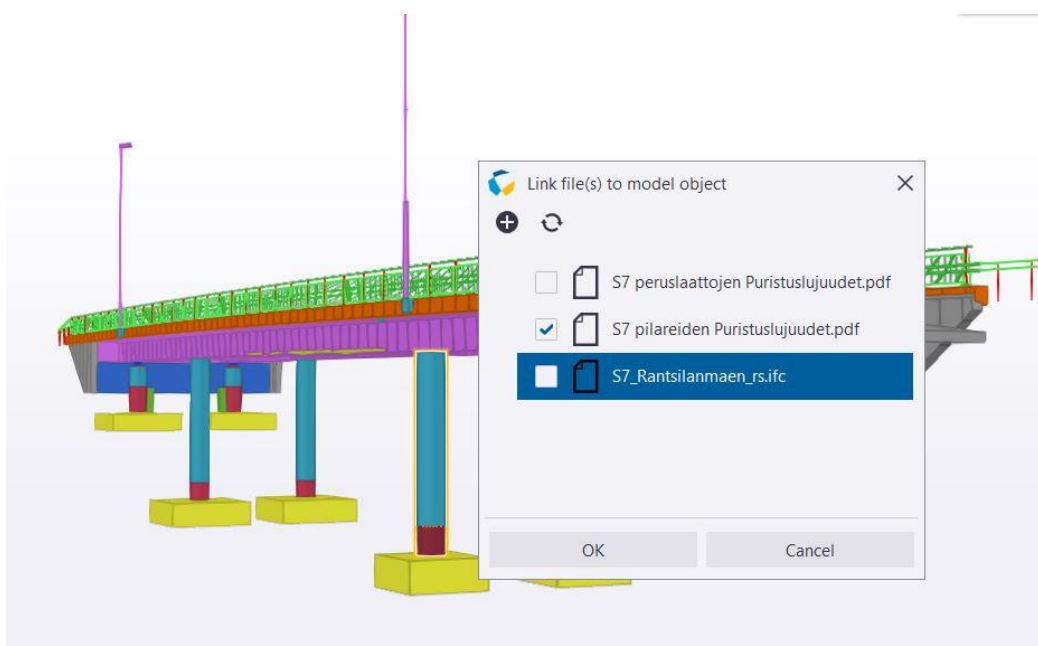 Link file(s) to model object
S7 peruslaattojen Puristuslujuudet.pdf
S7 pilareiden Puristuslujuudet.pdf
S7_Rantsilanmaen_rs.ifc
OK Cancel